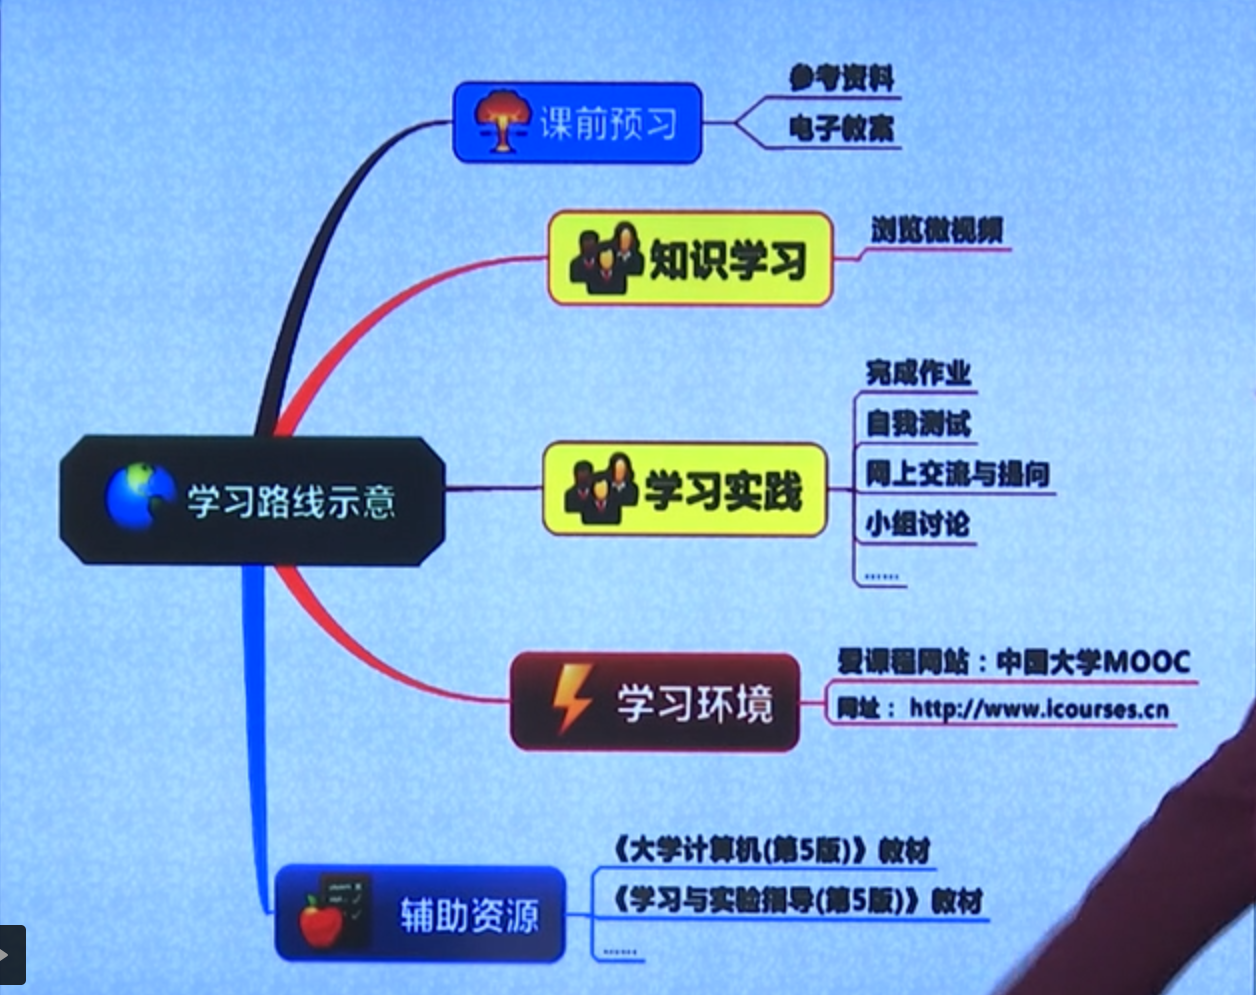 课前预习
参考资料
电子教案
知识学习
浏览微视频
学习路线示意
学习实践
完成作业
自我测试
网上交流与提问
小组讨论
……
学习环境
爱课程网站：中国大学MOOC
网址： http://www.icourses.cn
辅助资源
《大学计算机(第5版)》教材
《学习与实验指导(第5版)》教材
……